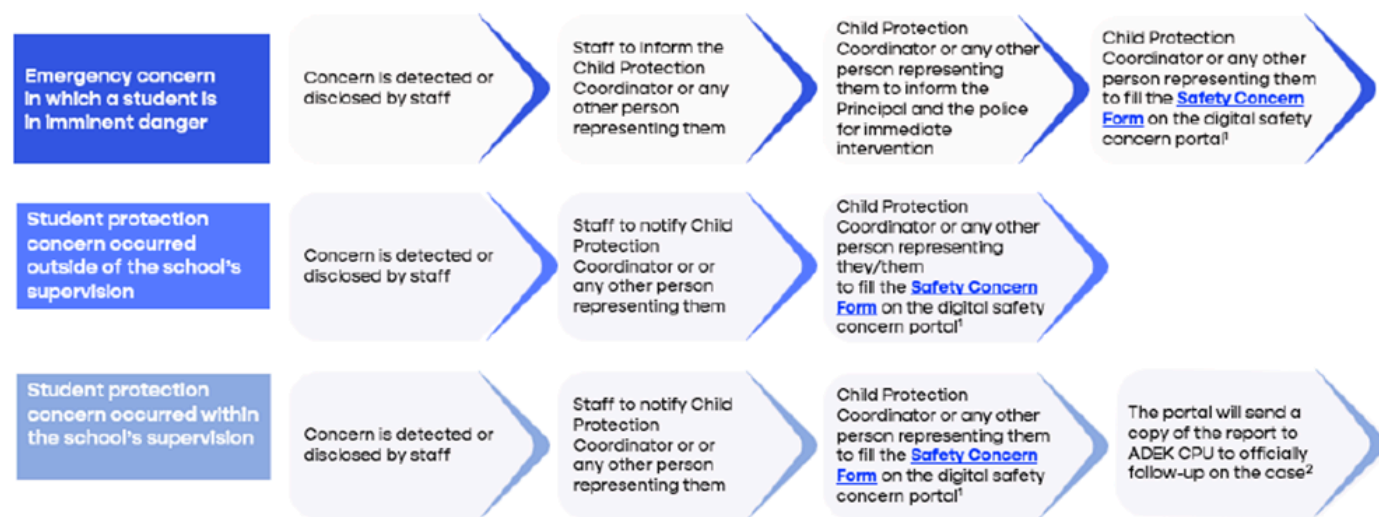 Emergency concern
in which a student is
in imminent danger
Concern is detected or
disclosed by staff
Staff to inform the
Child Protection
Coordinator or any
other person
representing them
Child Protection
Coordinator or any other
person representing
them to inform the
Principal and the police
for immediate
intervention
Child Protection
Coordinator or any other
person representing them
to fill the Safety Concern
Form on the digital safety
concern portal¹
Student protection
concern occurred
outside of the school's
supervision
Concern is detected or
disclosed by staff
Staff to notify Child
Protection
Coordinator or or
any other person
representing them
Child Protection
Coordinator or any other
person representing
they/them
to fill the Safety Concern
Form on the digital safety
concern portal¹
Student protection
concern occurred within
the school's supervision
Concern is detected or
disclosed by staff
Staff to notify Child
Protection
Coordinator or or
any other person
representing them
Child Protection
Coordinator or any other
person representing them
to fill the Safety Concern
Form on the digital safety
concern portal¹
The portal will send a
copy of the report to
ADEK CPU to officially
follow-up on the case²